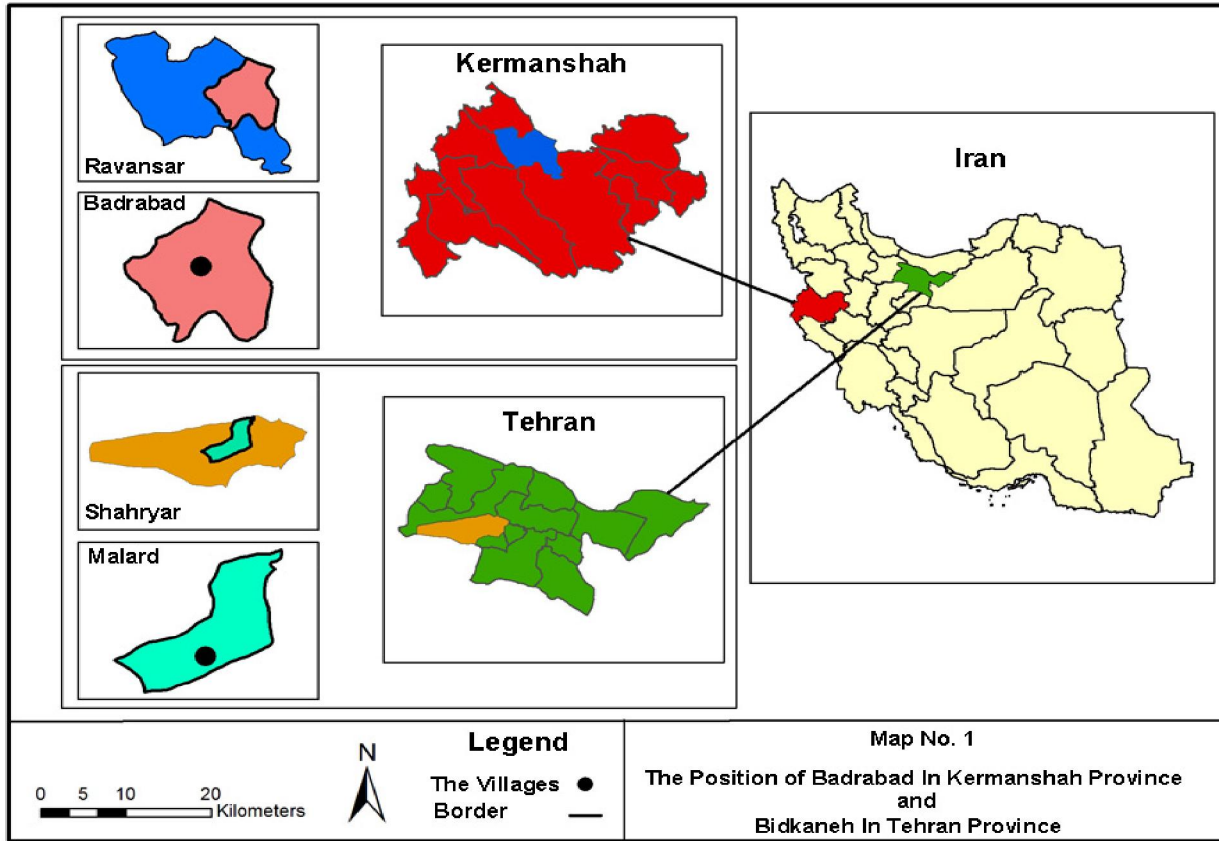 Ravansar
Badrabad
Kermanshah
Iran
Shahryar
Malard
Tehran
0 5 10 20
Kilometers
N
Legend
The Villages
Border
Map No. 1
The Position of Badrabad In Kermanshah Province
and
Bidkaneh In Tehran Province